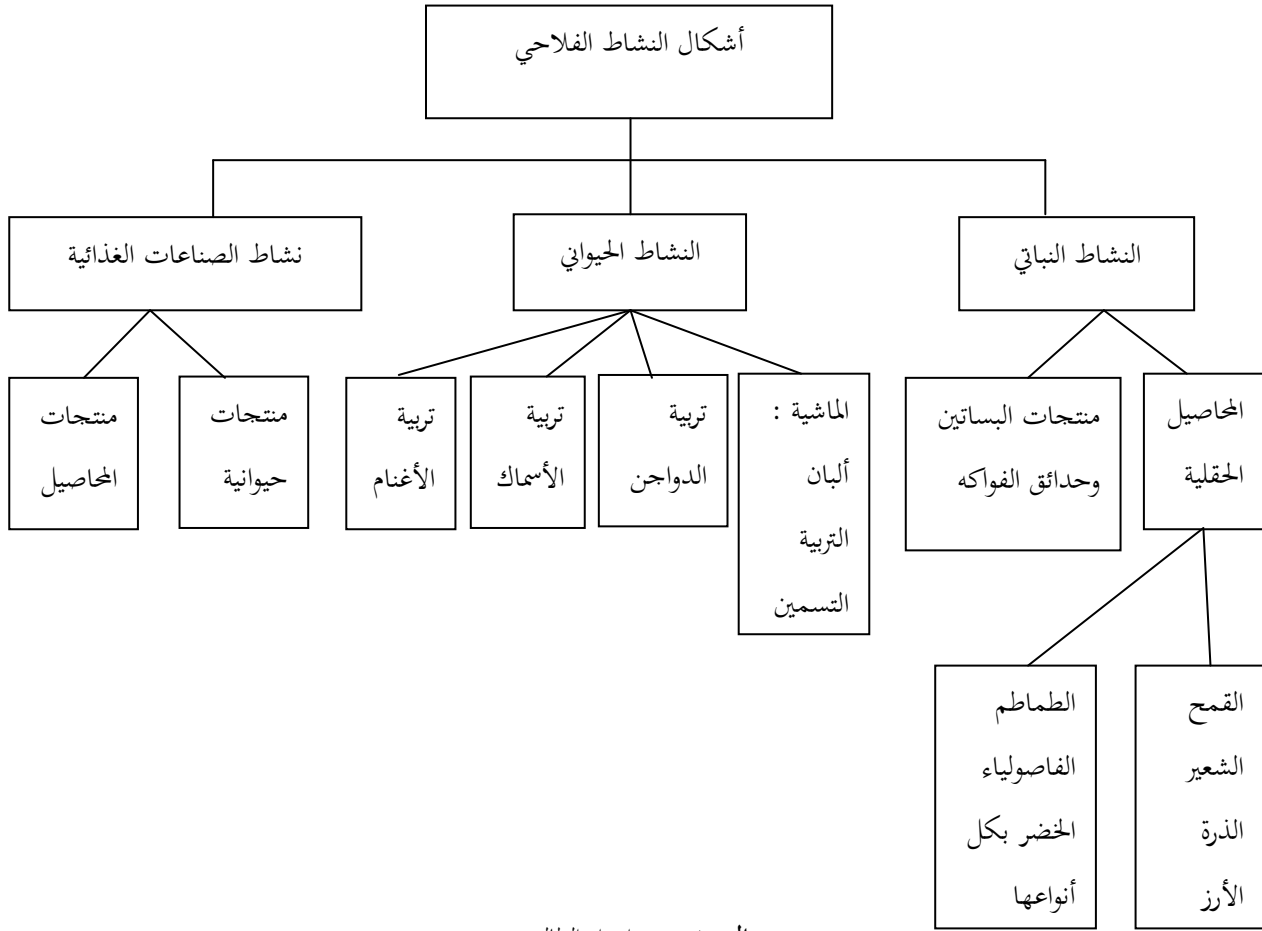 أشكال النشاط الفلاحي
النشاط النباتي
النشاط الحيواني
نشاط الصناعات الغذائية
المحاصيل
الحقلية
منتجات البساتين
وحدائق الفواكه
الماشية :
ألبان
التربية
التسمين
تربية
الدواجن
تربية
الأسماك
تربية
الأغنام
منتجات
حيوانية
منتجات
المحاصيل
القمح
الشعير
الذرة
الأرز
الطماطم
الفاصولياء
الخضر بكل
أنواعها